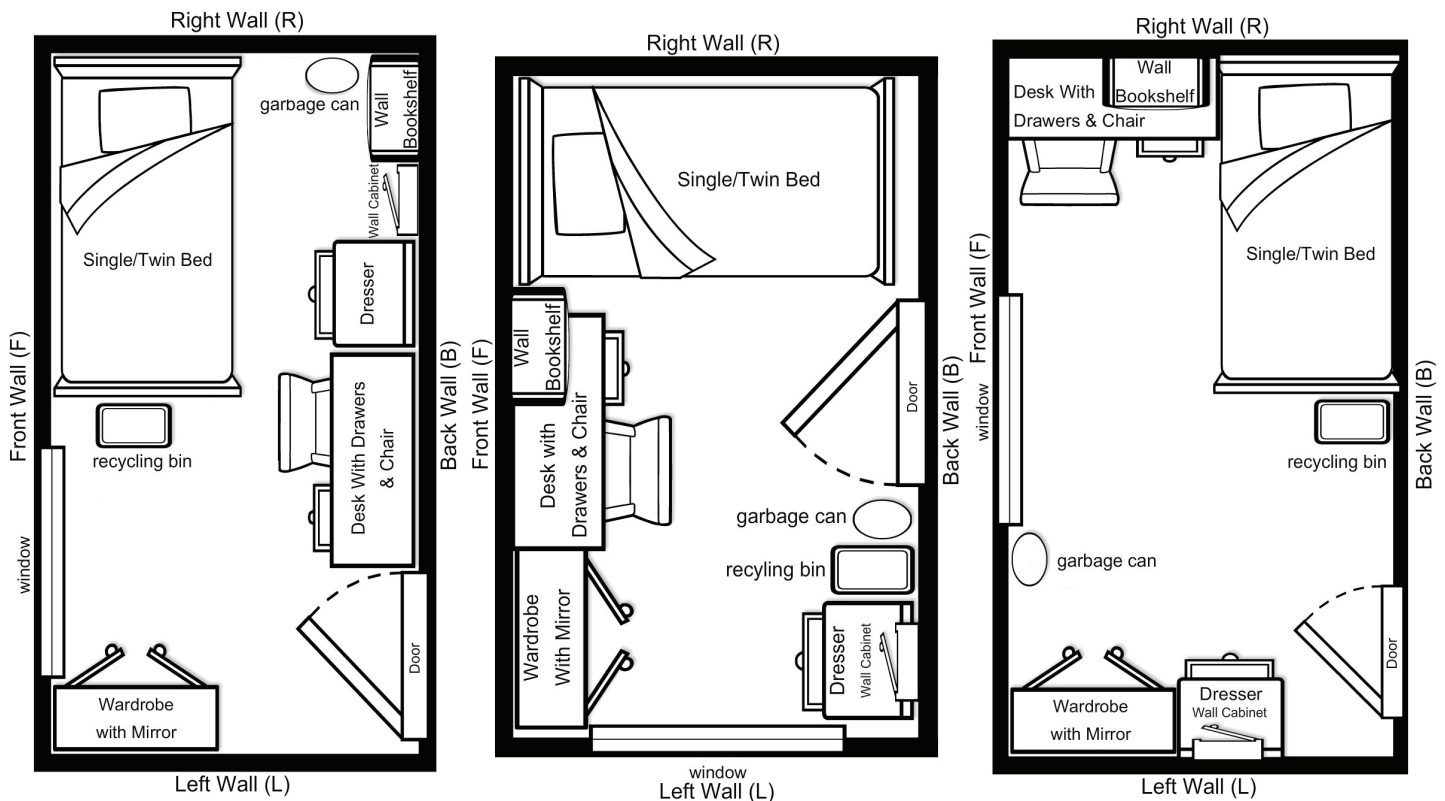 Right Wall (R)
garbage can
Wall
Bookshelf
Wall Cabinet
Single/Twin Bed
Dresser
Front Wall (F)
Back Wall (B)
recycling bin
Desk With Drawers
& Chair
window
Door
Wardrobe
with Mirror
Left Wall (L)
Right Wall (R)
Single/Twin Bed
Wall
Bookshelf
Front Wall (F)
Door
Back Wall (B)
Desk with
Drawers & Chair
garbage can
recyling bin
Wardrobe
With Mirror
Dresser
Wall Cabinet
window
Left Wall (L)
Right Wall (R)
Wall
Bookshelf
Desk With
Drawers & Chair
Single/Twin Bed
Front Wall (F)
window
recycling bin
Back Wall (B)
garbage can
Door
Dresser
Wall Cabinet
Wardrobe
with Mirror
Left Wall (L)